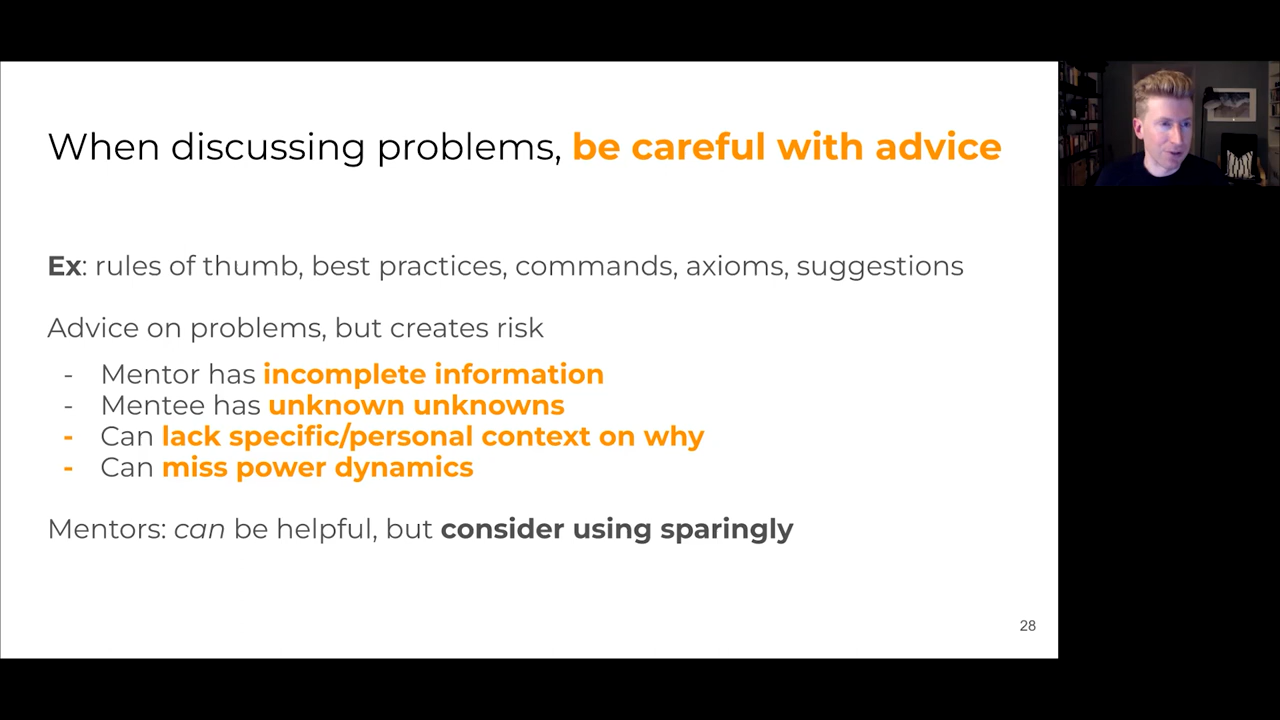 When discussing problems, be careful with advice
Ex: rules of thumb, best practices, commands, axioms, suggestions
Advice on problems, but creates risk
- Mentor has incomplete information
- Mentee has unknown unknowns
- Can lack specific/personal context on why
- Can miss power dynamics
Mentors: can be helpful, but consider using sparingly
28